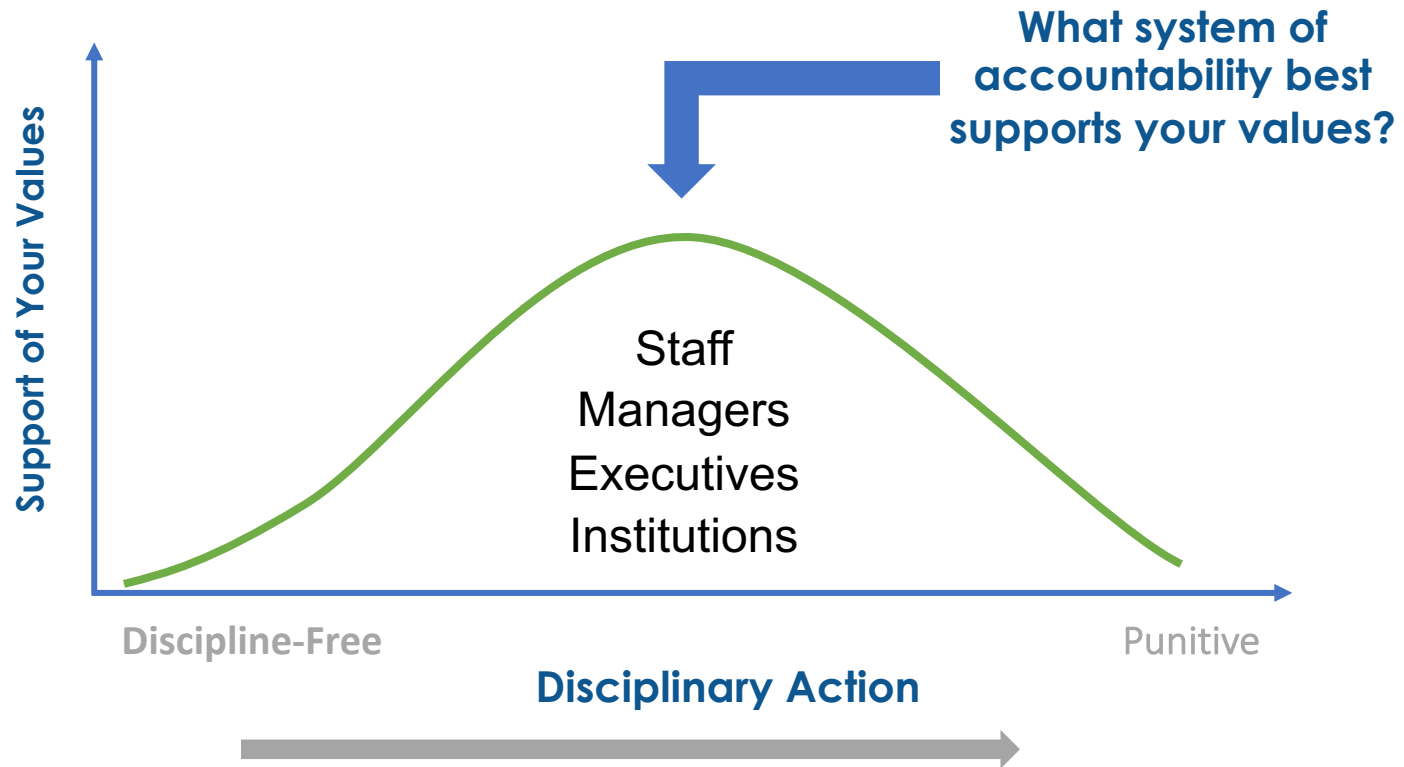 What system of
accountability best
supports your values?
Support of Your Values
Staff
Managers
Executives
Institutions
Discipline-Free
Punitive
Disciplinary Action